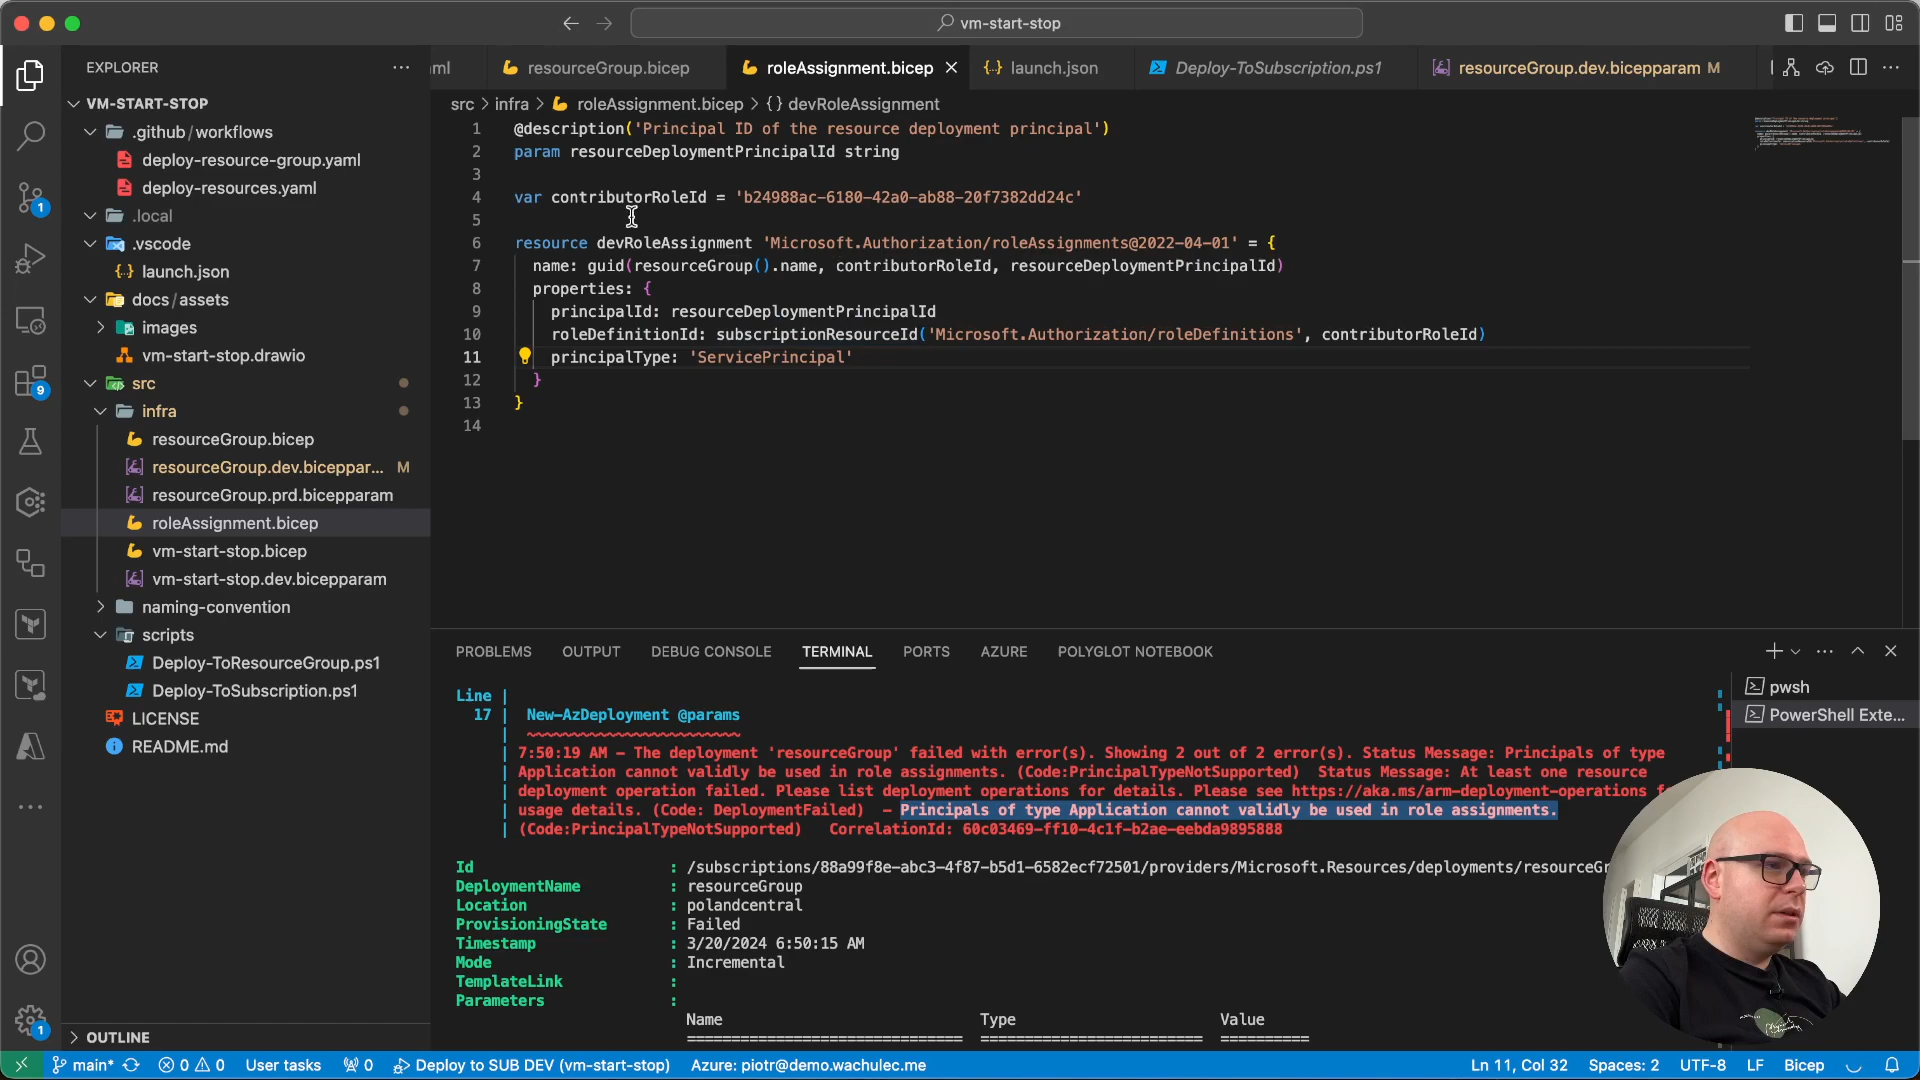 vm-start-stop
EXPLORER
VM-START-STOP
.github/workflows
deploy-resource-group.yaml
deploy-resources.yaml
.local
.vscode
launch.json
docs/assets
images
vm-start-stop.drawio
src
infra
resourceGroup.bicep
resourceGroup.dev.biceppar... M
resourceGroup.prd.bicepparam
roleAssignment.bicep
vm-start-stop.bicep
vm-start-stop.dev.bicepparam
naming-convention
scripts
Deploy-ToResourceGroup.ps1
Deploy-ToSubscription.ps1
LICENSE
README.md
OUTLINE
1
9
1
ml resourceGroup.bicep roleAssignment.bicep launch.json Deploy-ToSubscription.ps1 resourceGroup.dev.bicepparam M
src > infra > roleAssignment.bicep > {} devRoleAssignment
1 @description('Principal ID of the resource deployment principal')
2 param resourceDeploymentPrincipalId string
3
4 var contributorRoleId = 'b24988ac-6180-42a0-ab88-20f7382dd24c'
5
6 resource devRoleAssignment 'Microsoft.Authorization/roleAssignments@2022-04-01' = {
7 name: guid(resourceGroup().name, contributorRoleId, resourceDeploymentPrincipalId)
8 properties: {
9 principalId: resourceDeploymentPrincipalId
10 roleDefinitionId: subscriptionResourceId('Microsoft.Authorization/roleDefinitions', contributorRoleId)
11 principalType: 'ServicePrincipal'
12 }
13 }
14
PROBLEMS OUTPUT DEBUG CONSOLE TERMINAL PORTS AZURE POLYGLOT NOTEBOOK
pwsh
PowerShell Exte...
Line |
17 | New-AzDeployment @params
| ~~~~~~~~~~~~~~~~~~~~~~~~
| 7:50:19 AM - The deployment 'resourceGroup' failed with error(s). Showing 2 out of 2 error(s). Status Message: Principals of type
| Application cannot validly be used in role assignments. (Code:PrincipalTypeNotSupported) Status Message: At least one resource
| deployment operation failed. Please list deployment operations for details. Please see https://aka.ms/arm-deployment-operations f
| usage details. (Code: DeploymentFailed) - Principals of type Application cannot validly be used in role assignments.
| (Code:PrincipalTypeNotSupported) CorrelationId: 60c03469-ff10-4c1f-b2ae-eebda9895888
Id : /subscriptions/88a99f8e-abc3-4f87-b5d1-6582ecf72501/providers/Microsoft.Resources/deployments/resourceGr
DeploymentName : resourceGroup
Location : polandcentral
ProvisioningState : Failed
Timestamp : 3/20/2024 6:50:15 AM
Mode : Incremental
TemplateLink :
Parameters :
Name Type Value
============================== ======================== ==========
main* 0 0 User tasks 0 Deploy to SUB DEV (vm-start-stop) Azure: piotr@demo.wachulec.me Ln 11, Col 32 Spaces: 2 UTF-8 LF Bicep